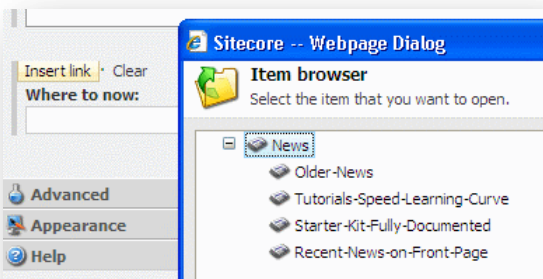 Insert link · Clear
Where to now:
Advanced
Appearance
Help
Sitecore -- Webpage Dialog
Item browser
Select the item that you want to open.
News
Older-News
Tutorials-Speed-Learning-Curve
Starter-Kit-Fully-Documented
Recent-News-on-Front-Page